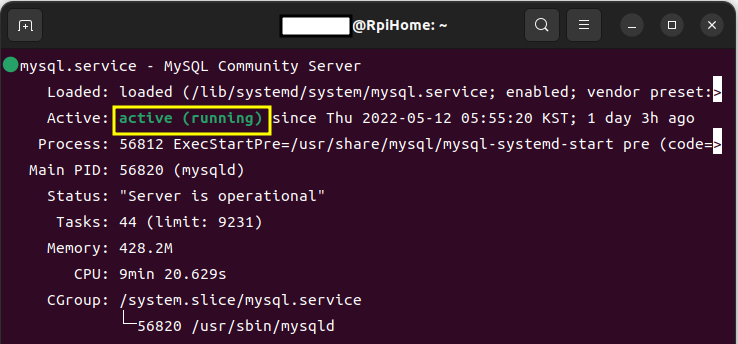 @RpiHome: ~
mysql.service - MySQL Community Server
Loaded: loaded (/lib/systemd/system/mysql.service; enabled; vendor preset:>
Active: active (running) since Thu 2022-05-12 05:55:20 KST; 1 day 3h ago
Process: 56812 ExecStartPre=/usr/share/mysql/mysql-systemd-start pre (code=>
Main PID: 56820 (mysqld)
Status: "Server is operational"
Tasks: 44 (limit: 9231)
Memory: 428.2M
CPU: 9min 20.629s
CGroup: /system.slice/mysql.service
└─56820 /usr/sbin/mysqld